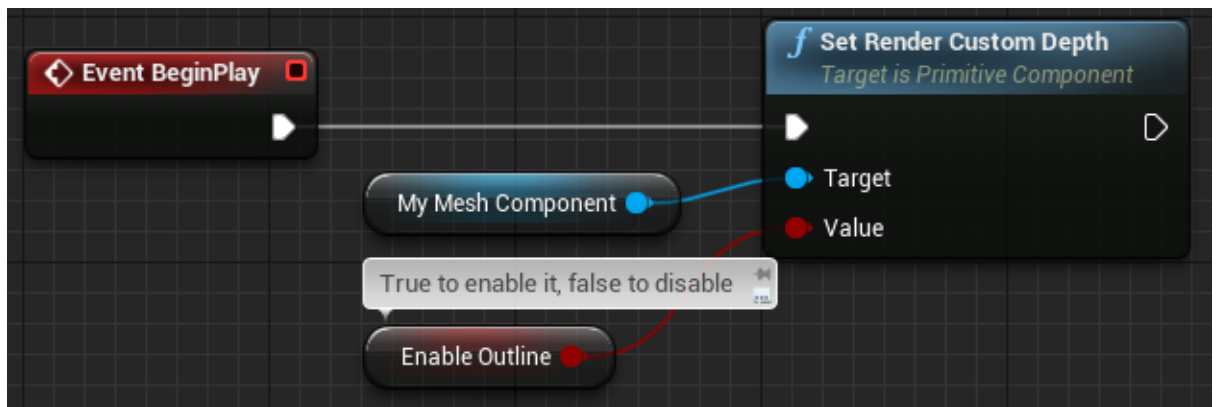 Event BeginPlay
Set Render Custom Depth
Target is Primitive Component
My Mesh Component
Target
Value
True to enable it, false to disable
Enable Outline